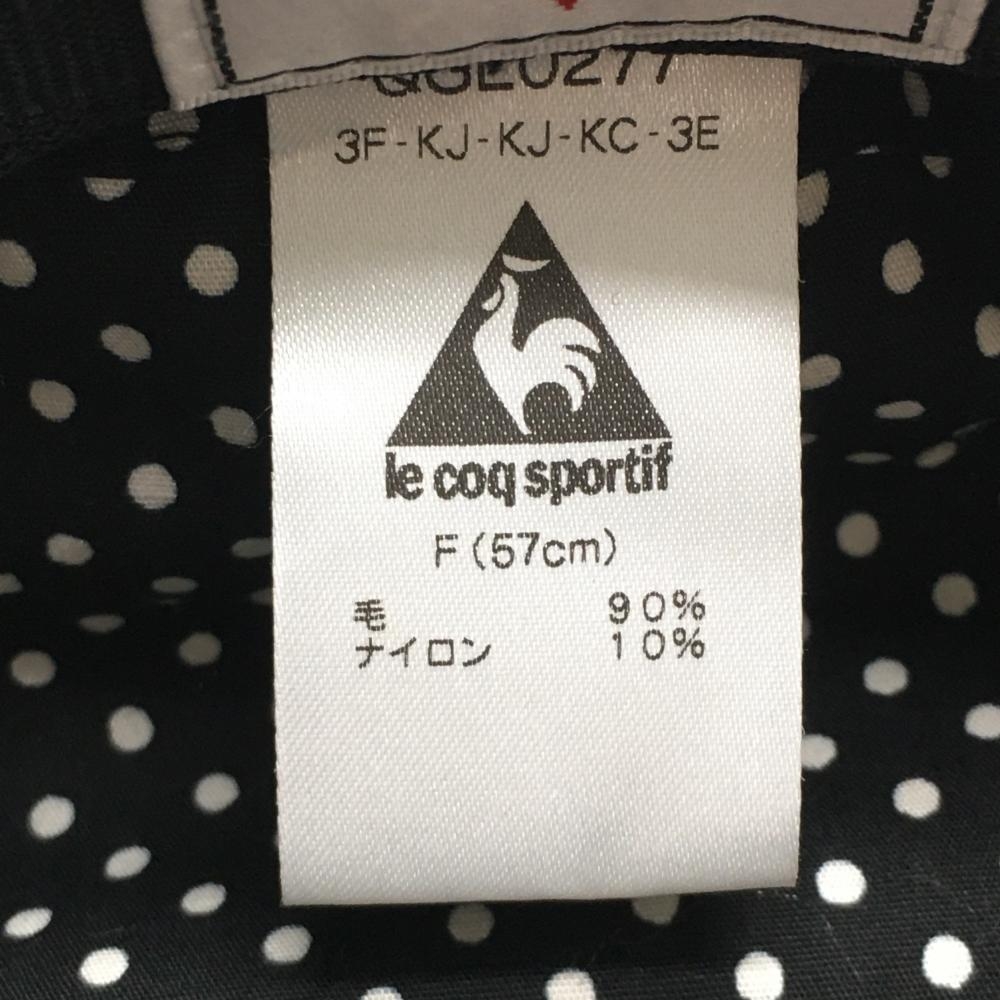 QGL0277
3F-KJ-KJ-KC-3E
le coq sportif
F (57cm)
毛 90%
ナイロン 10%